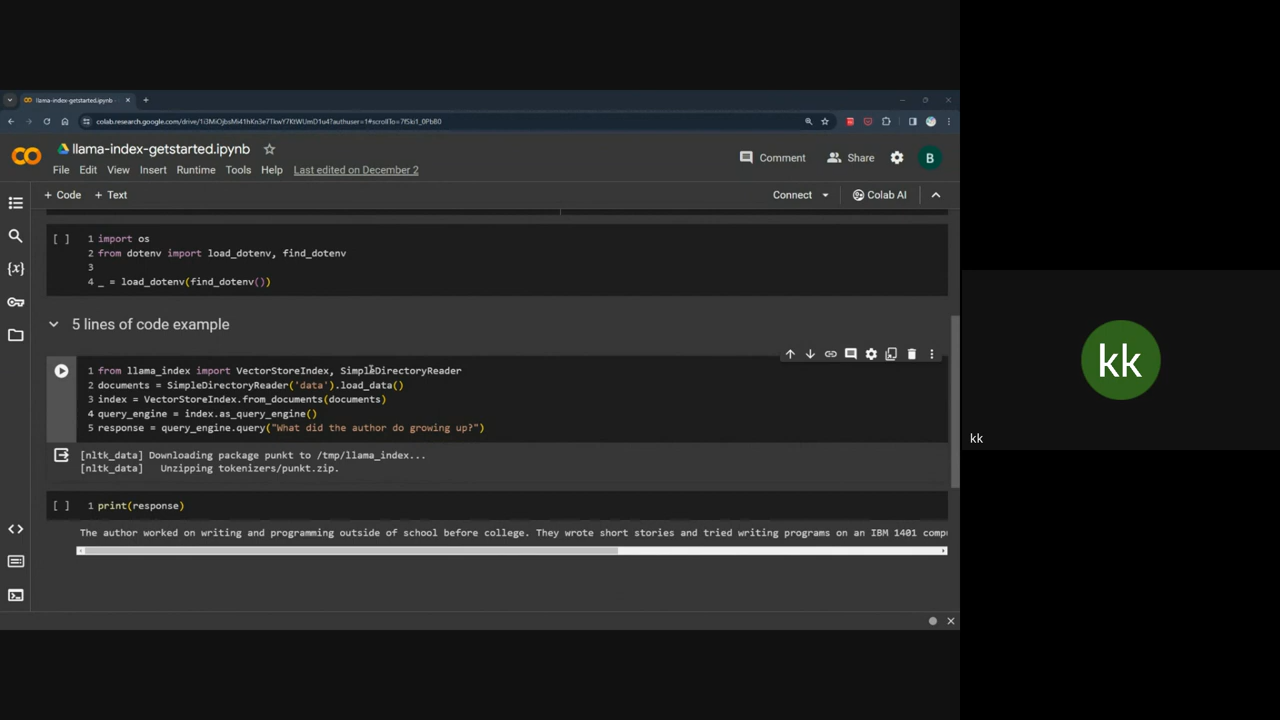 llama-index-getstarted.ipynb -
colab.research.google.com/drive/
llama-index-getstarted.ipynb
File Edit View Insert Runtime Tools Help Last edited on December 2
Comment Share B
+ Code + Text
Connect Colab AI
[ ] 1 import os
2 from dotenv import load_dotenv, find_dotenv
3
4 _ = load_dotenv(find_dotenv())
5 lines of code example
1 from llama_index import VectorStoreIndex, SimpleDirectoryReader
2 documents = SimpleDirectoryReader('data').load_data()
3 index = VectorStoreIndex.from_documents(documents)
4 query_engine = index.as_query_engine()
5 response = query_engine.query("What did the author do growing up?")
[nltk_data] Downloading package punkt to /tmp/llama_index...
[nltk_data] Unzipping tokenizers/punkt.zip.
[ ] 1 print(response)
The author worked on writing and programming outside of school before college. They wrote short stories and tried writing programs on an IBM 1401 comp
kk
kk